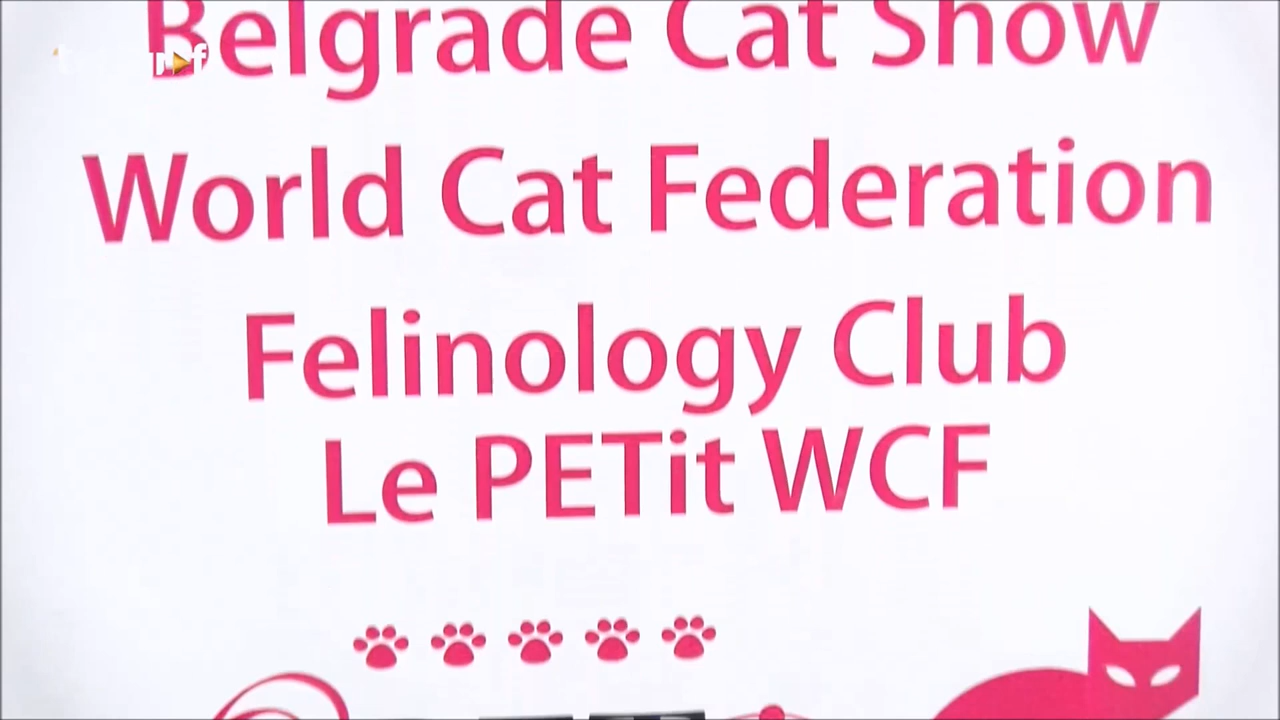 Belgrade Cat Show
World Cat Federation
Felinology Club
Le PETit WCF